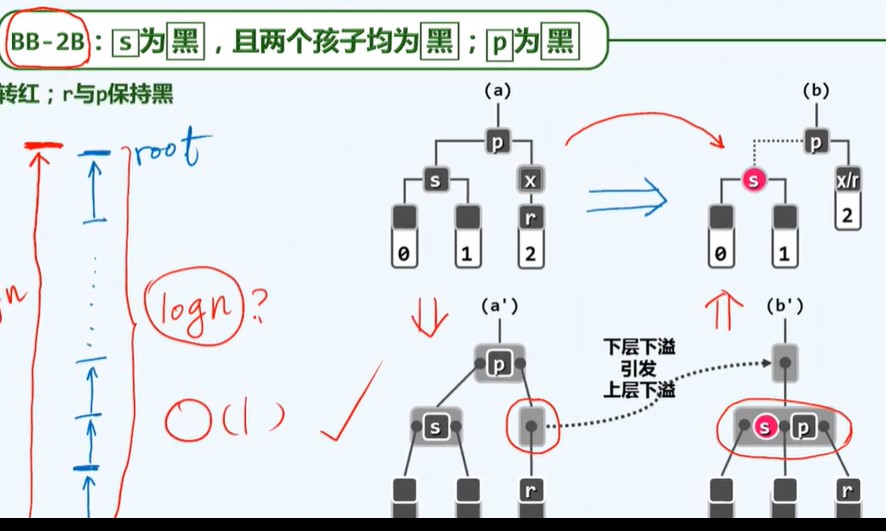 BB-2B：s为黑，且两个孩子均为黑；p为黑
转红；r与p保持黑
root
logn?
O(1)
(a)
p
s
x
r
0
1
2
(b)
p
s
x/r
2
0
1
(a')
p
s
r
下层下溢
引发
上层下溢
(b')
s
p
r